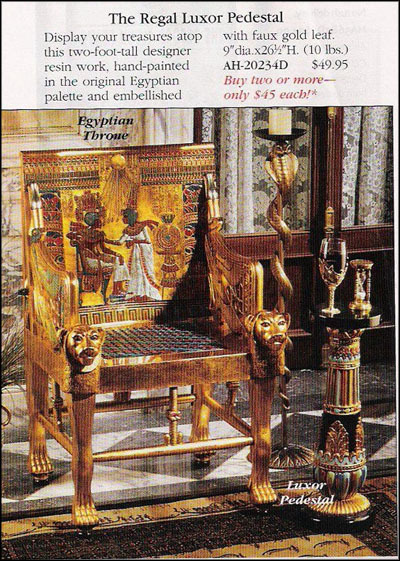 The Regal Luxor Pedestal
Display your treasures atop
this two-foot-tall designer
resin work, hand-painted
in the original Egyptian
palette and embellished
with faux gold leaf.
9"dia.x26½"H. (10 lbs.)
AH-20234D $49.95
Buy two or more—
only $45 each!*
Egyptian
Throne
Luxor
Pedestal